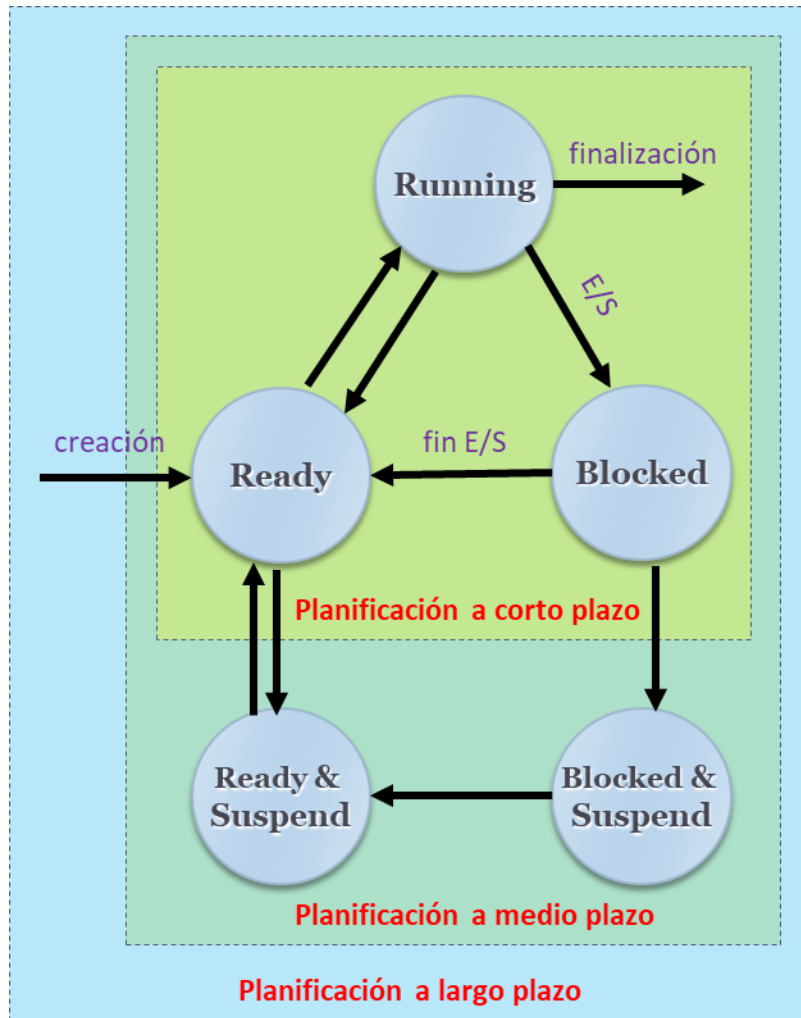 Running
finalización
E/S
creación
Ready
fin E/S
Blocked
Planificación a corto plazo
Ready &
Suspend
Blocked &
Suspend
Planificación a medio plazo
Planificación a largo plazo